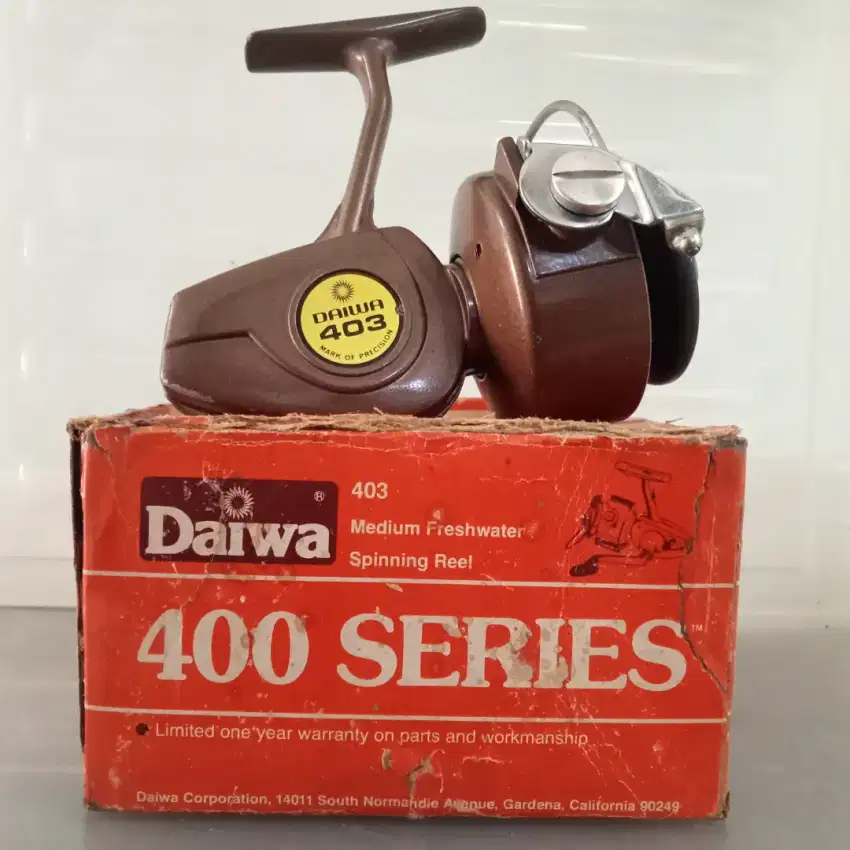 DAIWA
403
MARK OF PRECISION
Daiwa ®
403
Medium Freshwater
Spinning Reel
400 SERIES ™
Limited one year warranty on parts and workmanship
Daiwa Corporation, 14011 South Normandie Avenue, Gardena, California 90249